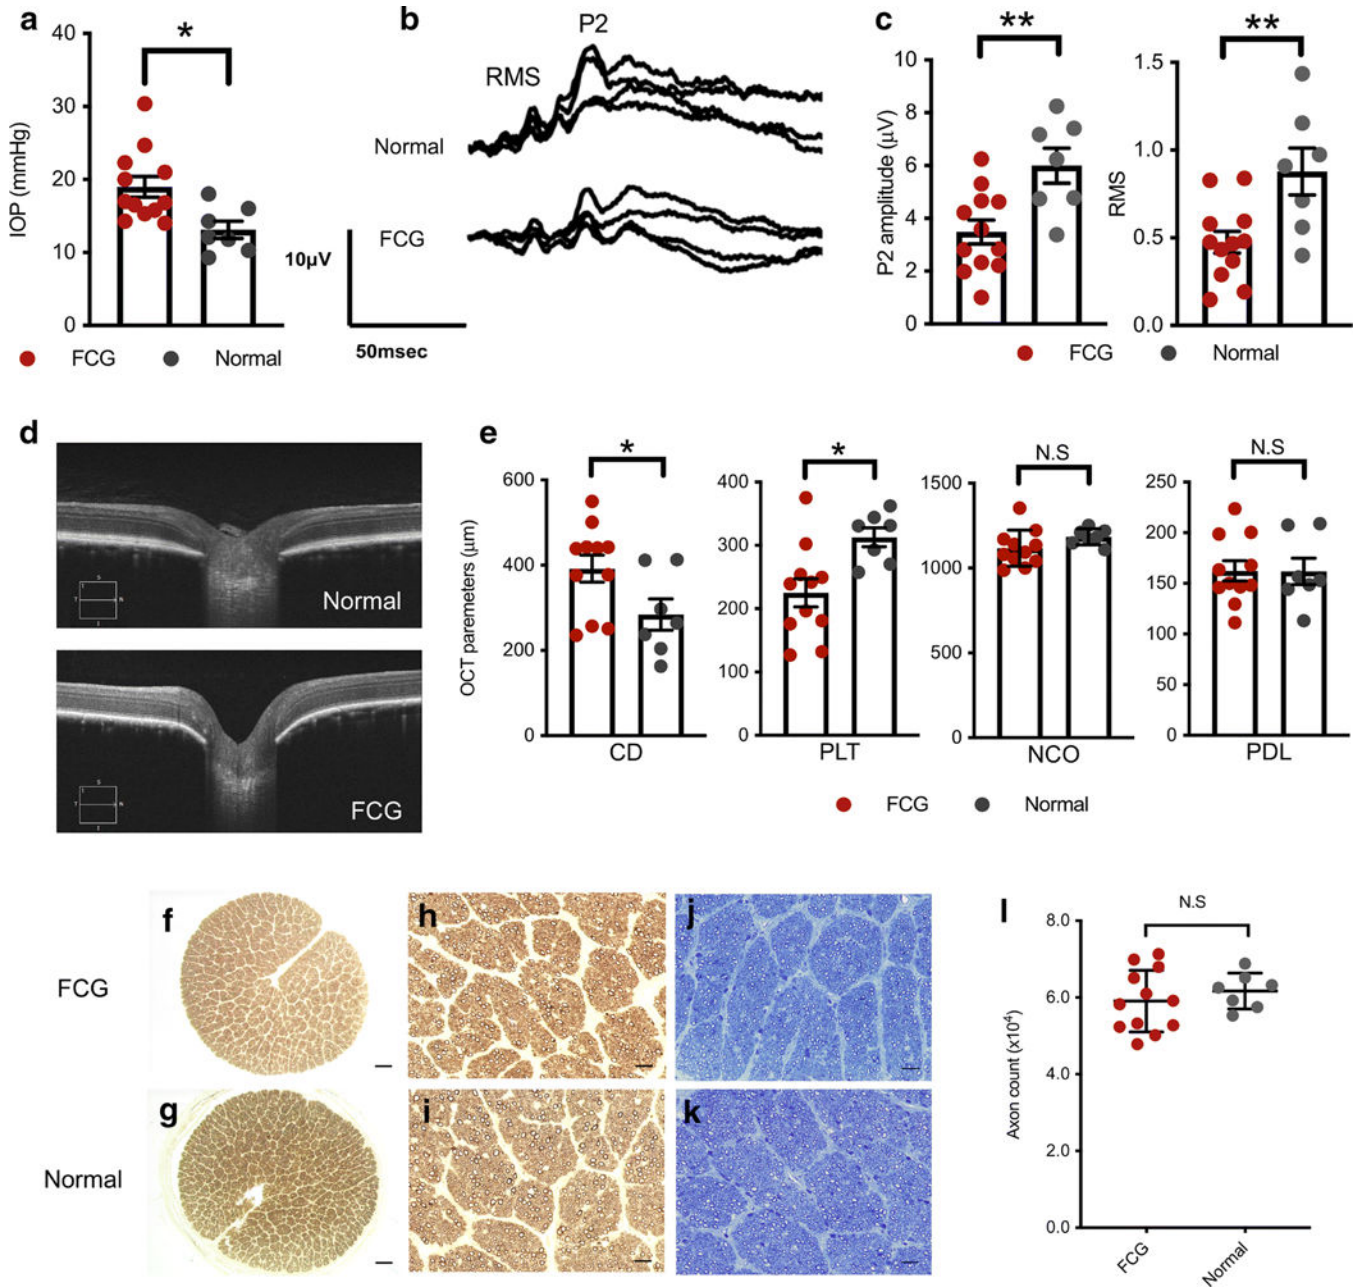 a
*
40
30
20
10
0
IOP (mmHg)
FCG Normal
b
P2
RMS
Normal
FCG
10µV
50msec
c
**
10
8
6
4
2
0
P2 amplitude (µV)
**
1.5
1.0
0.5
0.0
RMS
FCG Normal
d
Normal
FCG
e
*
600
400
200
0
OCT paremeters (µm)
CD
*
400
300
200
100
0
PLT
N.S
1500
1000
500
0
NCO
N.S
250
200
150
100
50
0
PDL
FCG Normal
FCG
f
h
j
Normal
g
i
k
l
N.S
8.0
6.0
4.0
2.0
0.0
Axon count (x10⁴)
FCG
Normal